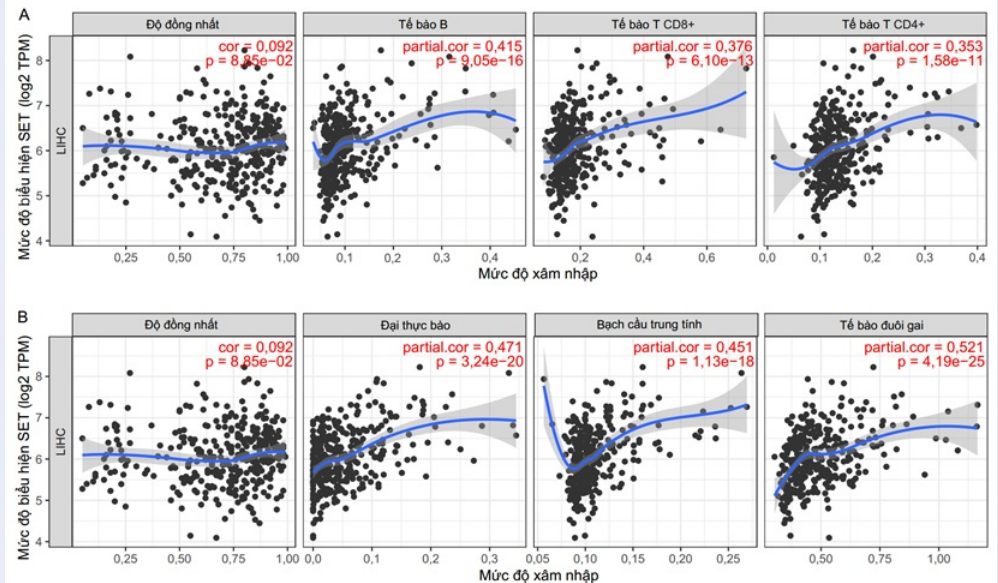 A
Độ đồng nhất
Tế bào B
Tế bào T CD8+
Tế bào T CD4+
cor = 0,092
p = 8,85e−02
partial.cor = 0,415
p = 9,05e−16
partial.cor = 0,376
p = 6,10e−13
partial.cor = 0,353
p = 1,58e−11
Mức độ biểu hiện SET (log2 TPM)
LIHC
8
7
6
5
4
0,25 0,50 0,75 1,00
0,1 0,2 0,3 0,4
0,2 0,4 0,6
0,0 0,1 0,2 0,3 0,4
Mức độ xâm nhập
B
Độ đồng nhất
Đại thực bào
Bạch cầu trung tính
Tế bào đuôi gai
cor = 0,092
p = 8,85e−02
partial.cor = 0,471
p = 3,24e−20
partial.cor = 0,451
p = 1,13e−18
partial.cor = 0,521
p = 4,19e−25
Mức độ biểu hiện SET (log2 TPM)
LIHC
8
7
6
5
4
0,25 0,50 0,75 1,00
0,0 0,1 0,2 0,3
0,05 0,10 0,15 0,20 0,25
0,50 0,75 1,00
Mức độ xâm nhập